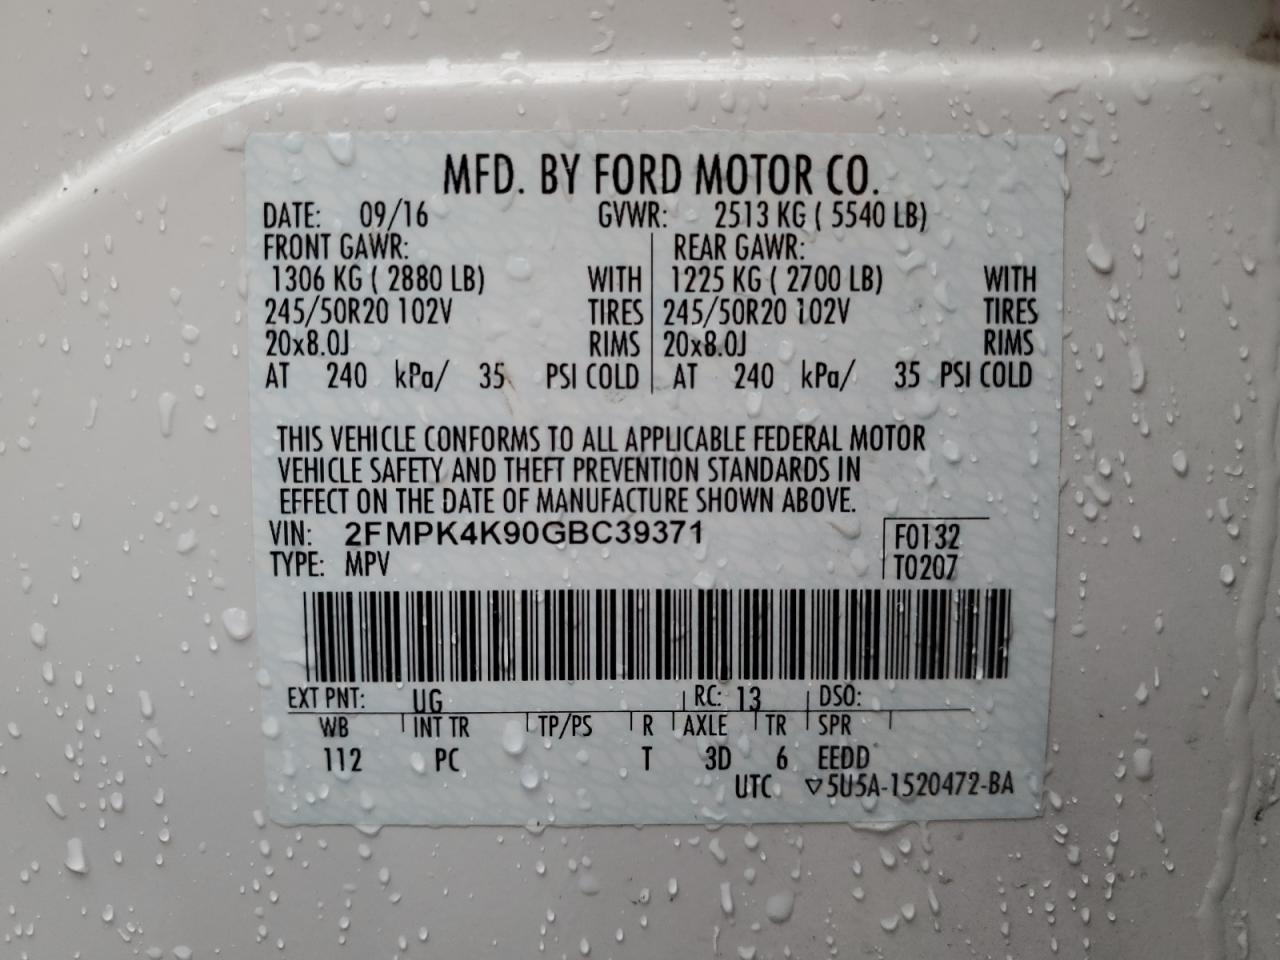 MFD. BY FORD MOTOR CO.
DATE: 09/16 GVWR: 2513 KG ( 5540 LB)
FRONT GAWR: REAR GAWR:
1306 KG ( 2880 LB) WITH 1225 KG ( 2700 LB) WITH
245/50R20 102V TIRES 245/50R20 102V TIRES
20x8.0J RIMS 20x8.0J RIMS
AT 240 kPa/ 35 PSI COLD AT 240 kPa/ 35 PSI COLD
THIS VEHICLE CONFORMS TO ALL APPLICABLE FEDERAL MOTOR
VEHICLE SAFETY AND THEFT PREVENTION STANDARDS IN
EFFECT ON THE DATE OF MANUFACTURE SHOWN ABOVE.
VIN: 2FMPK4K90GBC39371 F0132
TYPE: MPV T0207
EXT PNT: UG RC: 13 DSO:
WB INT TR TP/PS R AXLE TR SPR
112 PC T 3D 6 EEDD
UTC ▽5U5A-1520472-BA